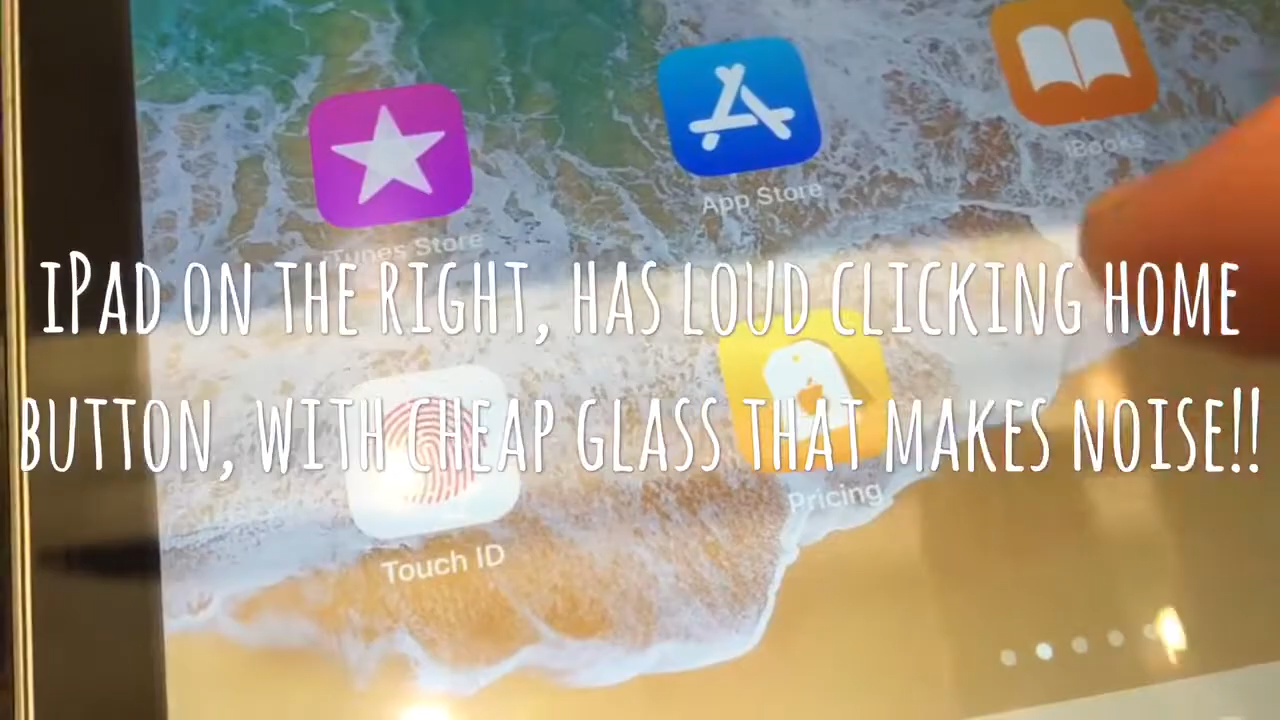 iBooks
App Store
iTunes Store
iPad on the right, has loud clicking home
button, with cheap glass that makes noise!!
Pricing
Touch ID